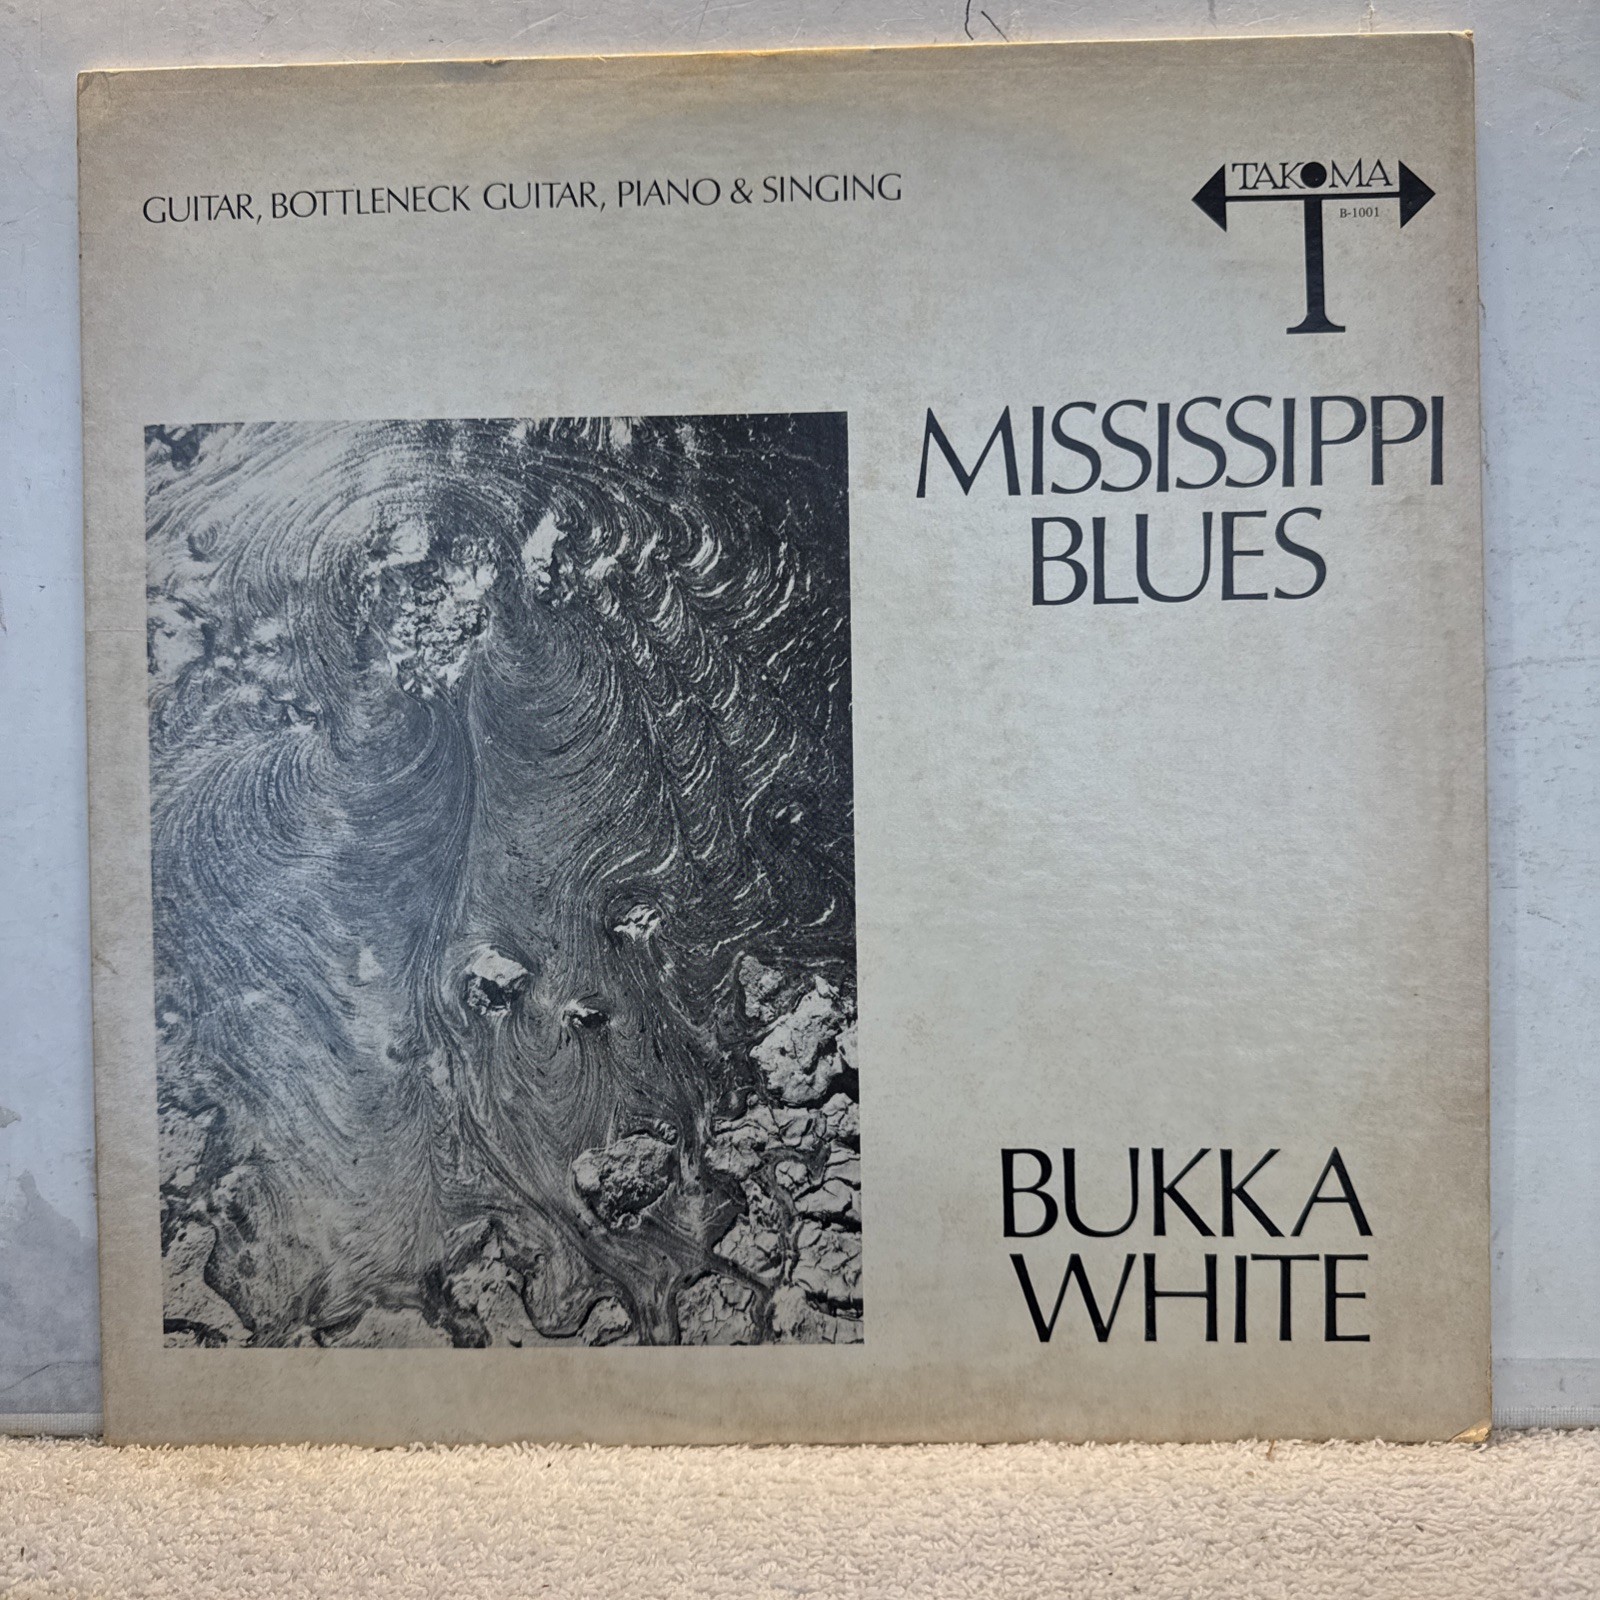 GUITAR, BOTTLENECK GUITAR, PIANO & SINGING
TAKOMA
B-1001
T
MISSISSIPPI
BLUES
BUKKA
WHITE